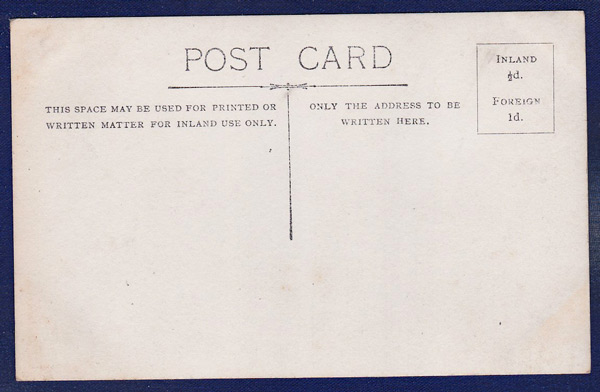 POST CARD
THIS SPACE MAY BE USED FOR PRINTED OR
WRITTEN MATTER FOR INLAND USE ONLY.
ONLY THE ADDRESS TO BE
WRITTEN HERE.
INLAND
½d.
FOREIGN
1d.